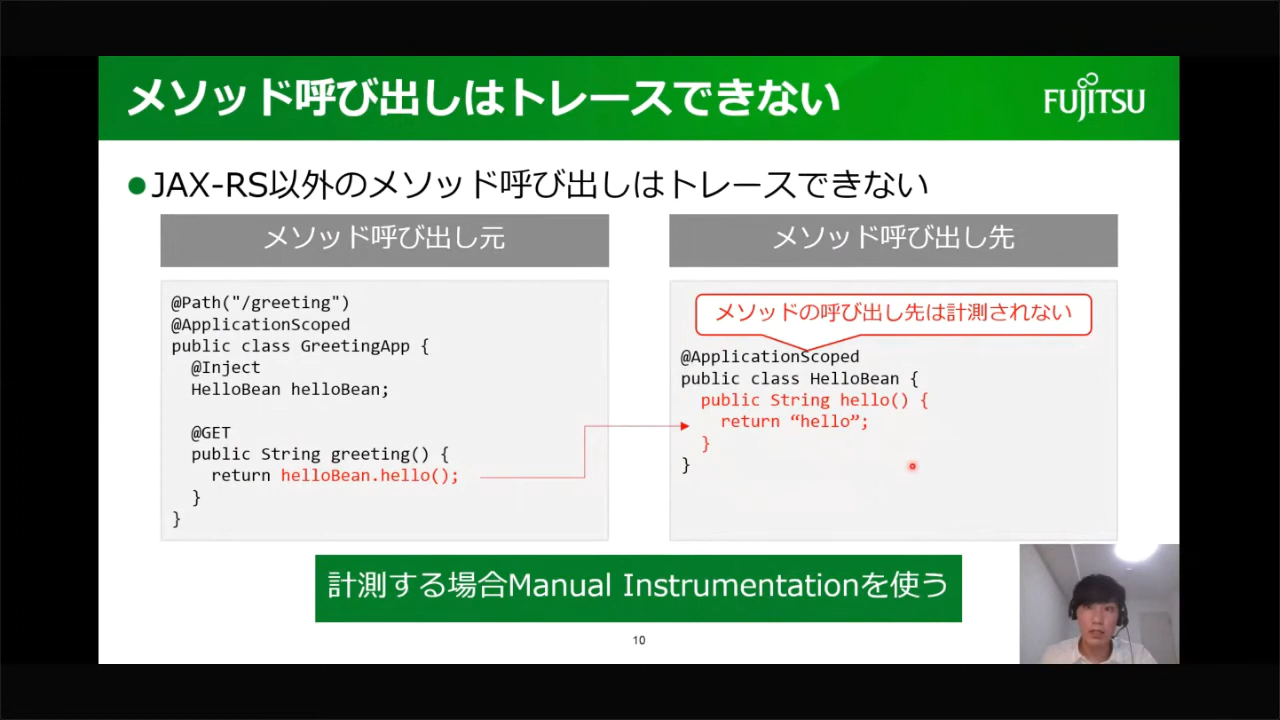 メソッド呼び出しはトレースできない
FUJITSU
●JAX-RS以外のメソッド呼び出しはトレースできない
メソッド呼び出し元
@Path("/greeting")
@ApplicationScoped
public class GreetingApp {
@Inject
HelloBean helloBean;
@GET
public String greeting() {
return helloBean.hello();
}
}
メソッド呼び出し先
メソッドの呼び出し先は計測されない
@ApplicationScoped
public class HelloBean {
public String hello() {
return “hello”;
}
}
計測する場合Manual Instrumentationを使う
10